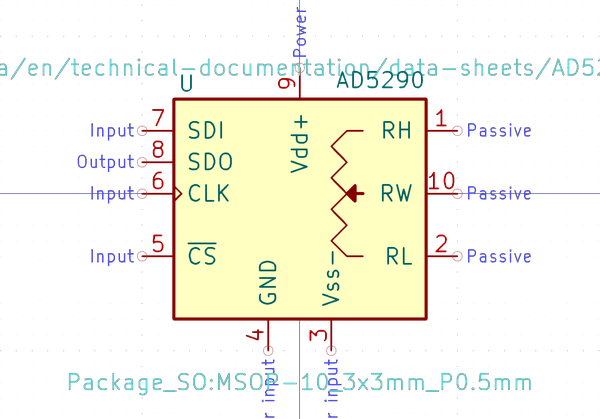 Power
a/en/technical-documentation/data-sheets/AD52
U
AD5290
9
7
Input
SDI
Vdd+
RH
1
Passive
8
Output
SDO
6
Input
CLK
RW
10
Passive
5
Input
CS
RL
2
Passive
GND
Vss-
4
3
r input
r input
Package_SO:MSOP-10_3x3mm_P0.5mm